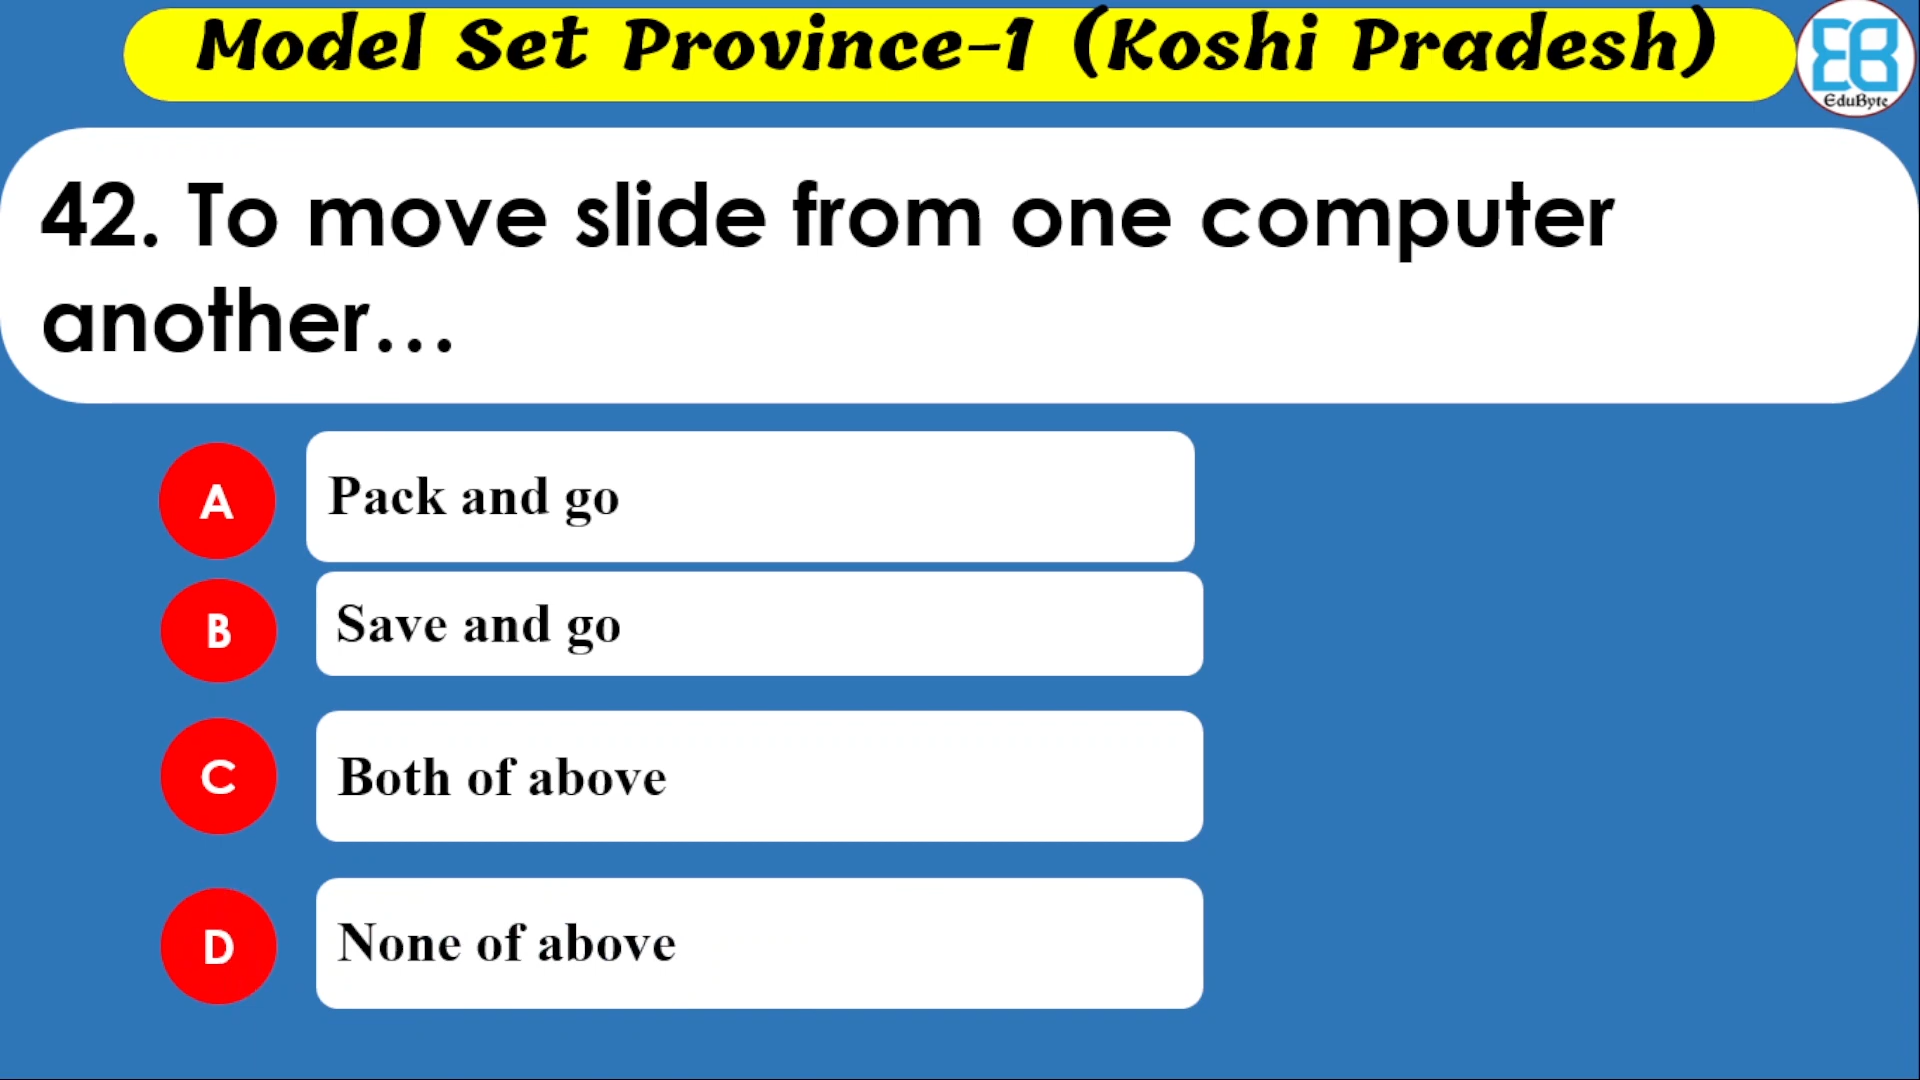 Model Set Province-1 (Koshi Pradesh)
EduByte
42. To move slide from one computer
another...
A
Pack and go
B
Save and go
C
Both of above
D
None of above